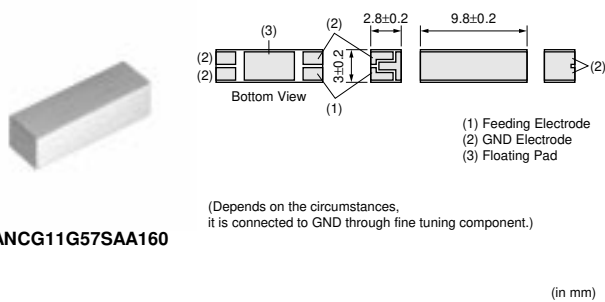 (3)
(2)
2.8±0.2
9.8±0.2
(2)
(2)
3±0.2
(2)
Bottom View
(1)
(1) Feeding Electrode
(2) GND Electrode
(3) Floating Pad
(Depends on the circumstances,
it is connected to GND through fine tuning component.)
ANCG11G57SAA160
(in mm)